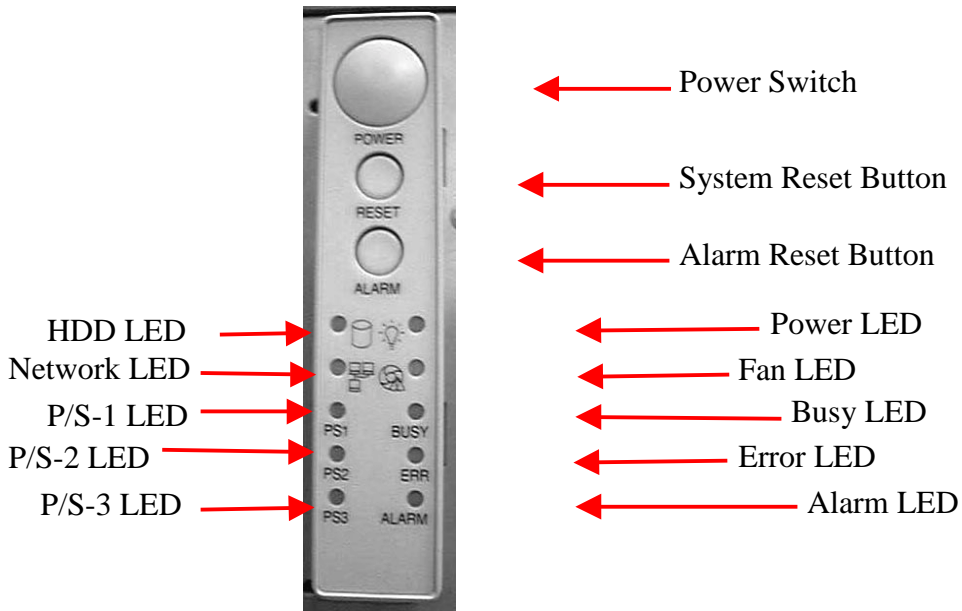 Power Switch
POWER
System Reset Button
RESET
Alarm Reset Button
ALARM
HDD LED
Power LED
Network LED
Fan LED
P/S-1 LED
Busy LED
PS1 BUSY
P/S-2 LED
Error LED
PS2 ERR
P/S-3 LED
Alarm LED
PS3 ALARM